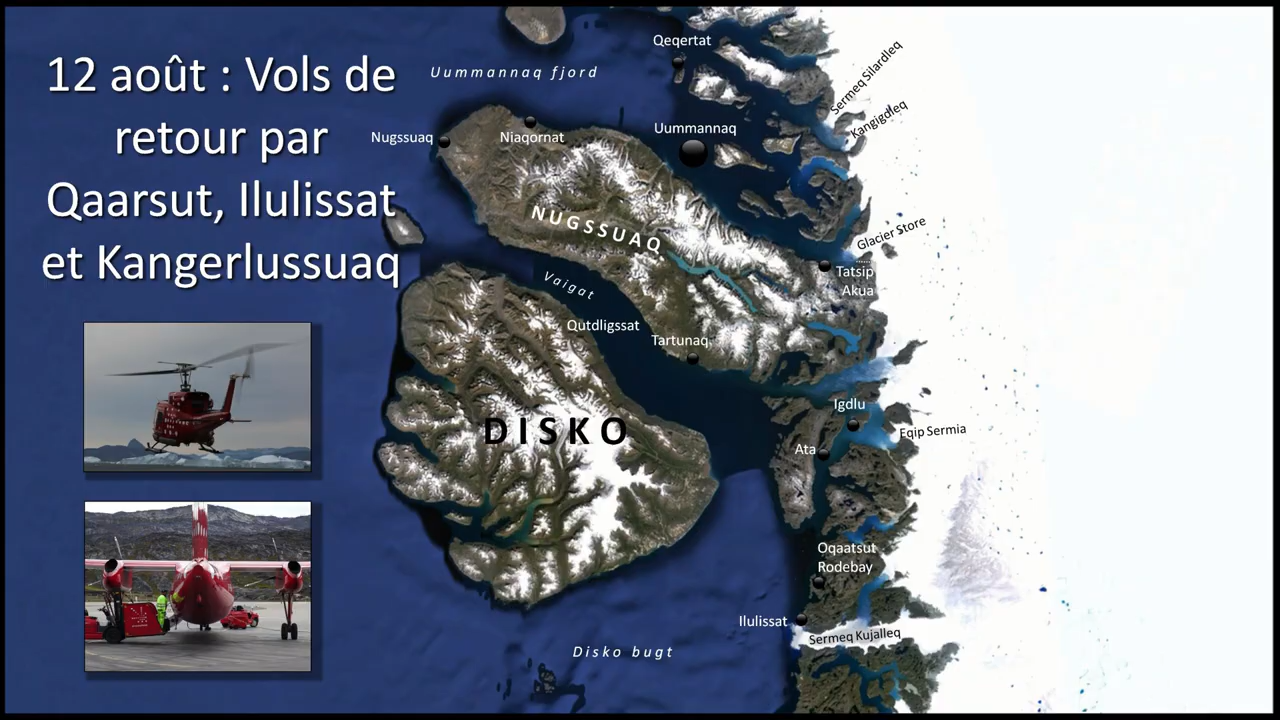 12 août : Vols de
retour par
Qaarsut, Ilulissat
et Kangerlussuaq
Qeqertat
Uummannaq fjord
Sermeq Silardleq
Kangigdleq
Nugssuaq
Niaqornat
Uummannaq
NUGSSUAQ
Glacier Store
Tatsip
Akua
Vaigat
Qutdligssat
Tartunaq
DISKO
Igdlu
Eqip Sermia
Ata
Oqaatsut
Rodebay
Ilulissat
Sermeq Kujalleq
Disko bugt